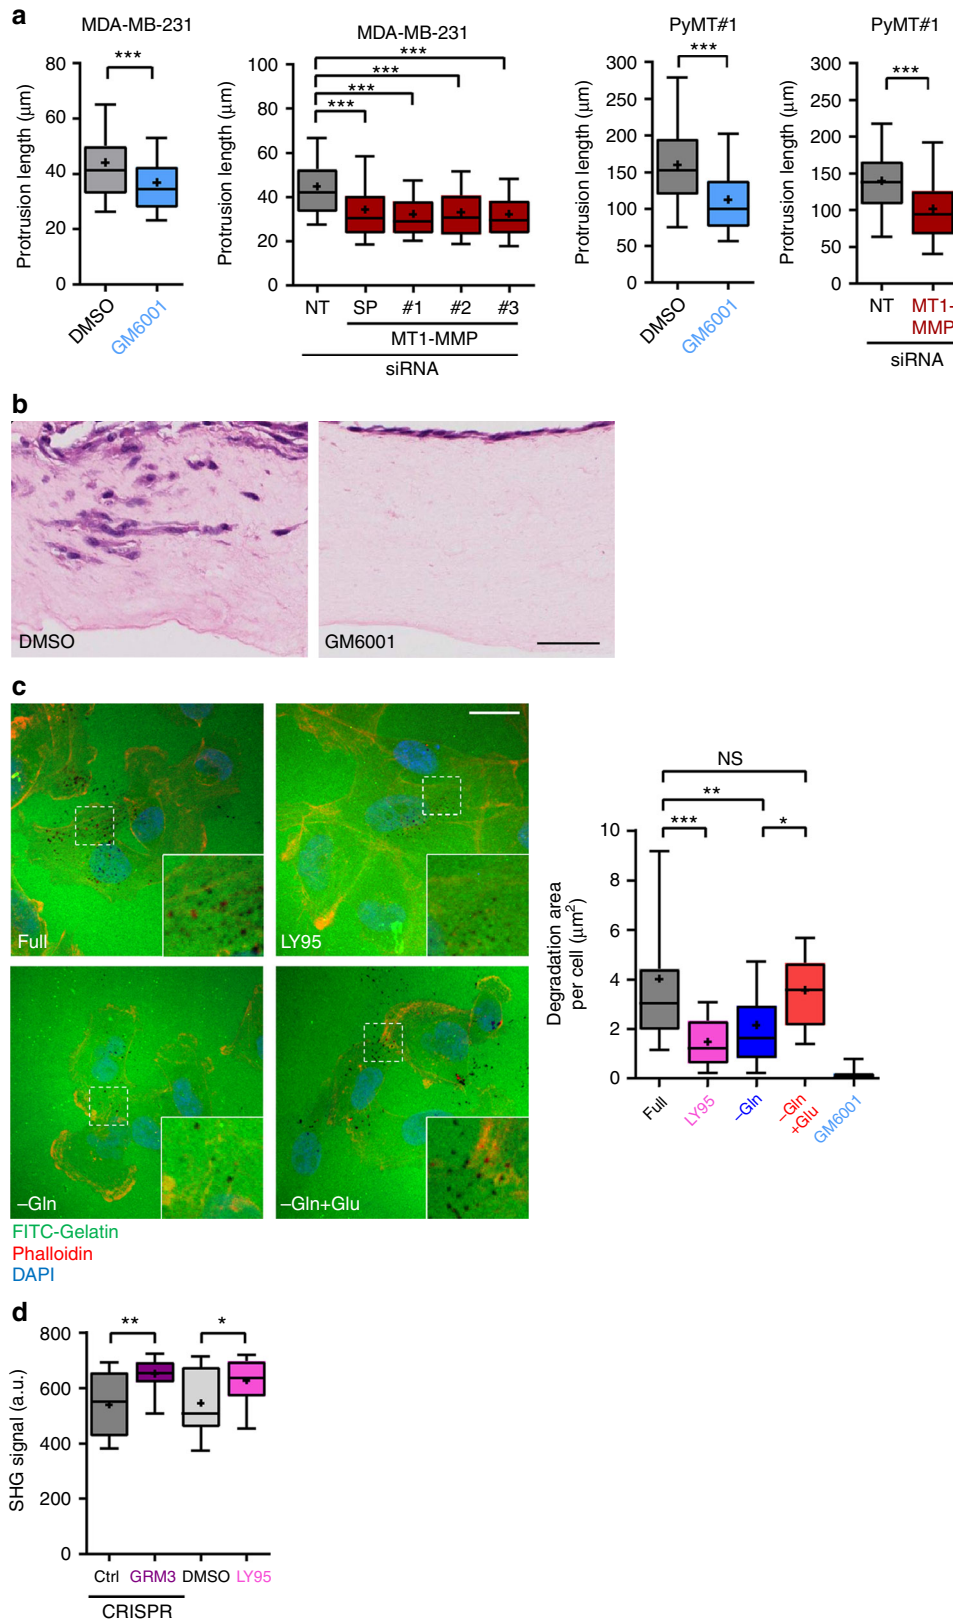 a
MDA-MB-231
***
Protrusion length (μm)
80
60
40
20
0
DMSO
GM6001
MDA-MB-231
***
***
***
***
Protrusion length (μm)
100
80
60
40
20
0
NT SP #1 #2 #3
MT1-MMP
siRNA
PyMT#1
***
Protrusion length (μm)
300
250
200
150
100
50
0
DMSO
GM6001
PyMT#1
***
Protrusion length (μm)
300
250
200
150
100
50
0
NT MT1-
MMP
siRNA
b
DMSO
GM6001
c
Full
LY95
–Gln
–Gln+Glu
FITC-Gelatin
Phalloidin
DAPI
NS
**
***
*
Degradation area
per cell (μm²)
10
8
6
4
2
0
Full
LY95
–Gln
–Gln
+Glu
GM6001
d
**
*
SHG signal (a.u.)
800
600
400
200
0
Ctrl GRM3 DMSO LY95
CRISPR